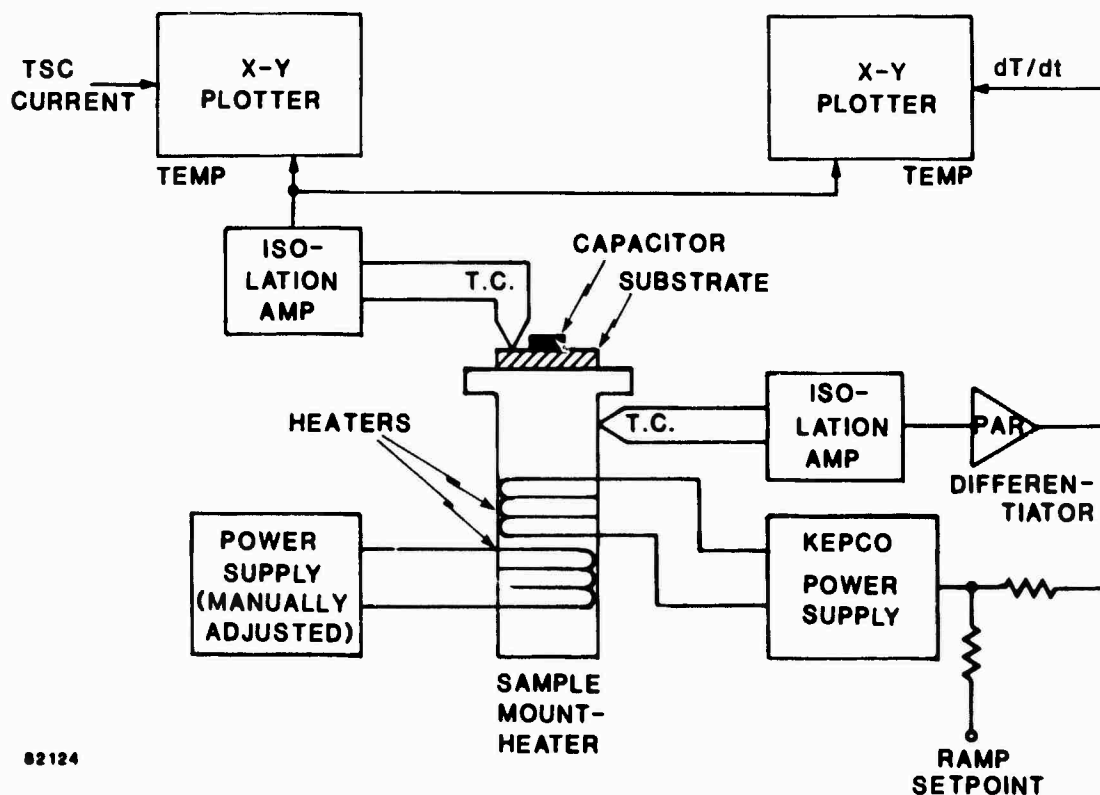 TSC
CURRENT
X-Y
PLOTTER
TEMP
X-Y
PLOTTER
dT/dt
TEMP
ISO-
LATION
AMP
T.C.
CAPACITOR
SUBSTRATE
HEATERS
T.C.
ISO-
LATION
AMP
PAR
DIFFEREN-
TIATOR
POWER
SUPPLY
(MANUALLY
ADJUSTED)
KEPCO
POWER
SUPPLY
SAMPLE
MOUNT-
HEATER
RAMP
SETPOINT
82124